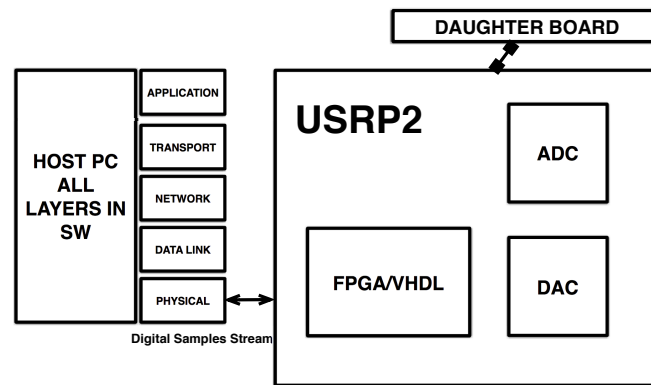 DAUGHTER BOARD
HOST PC
ALL
LAYERS IN
SW
APPLICATION
TRANSPORT
NETWORK
DATA LINK
PHYSICAL
Digital Samples Stream
USRP2
ADC
FPGA/VHDL
DAC